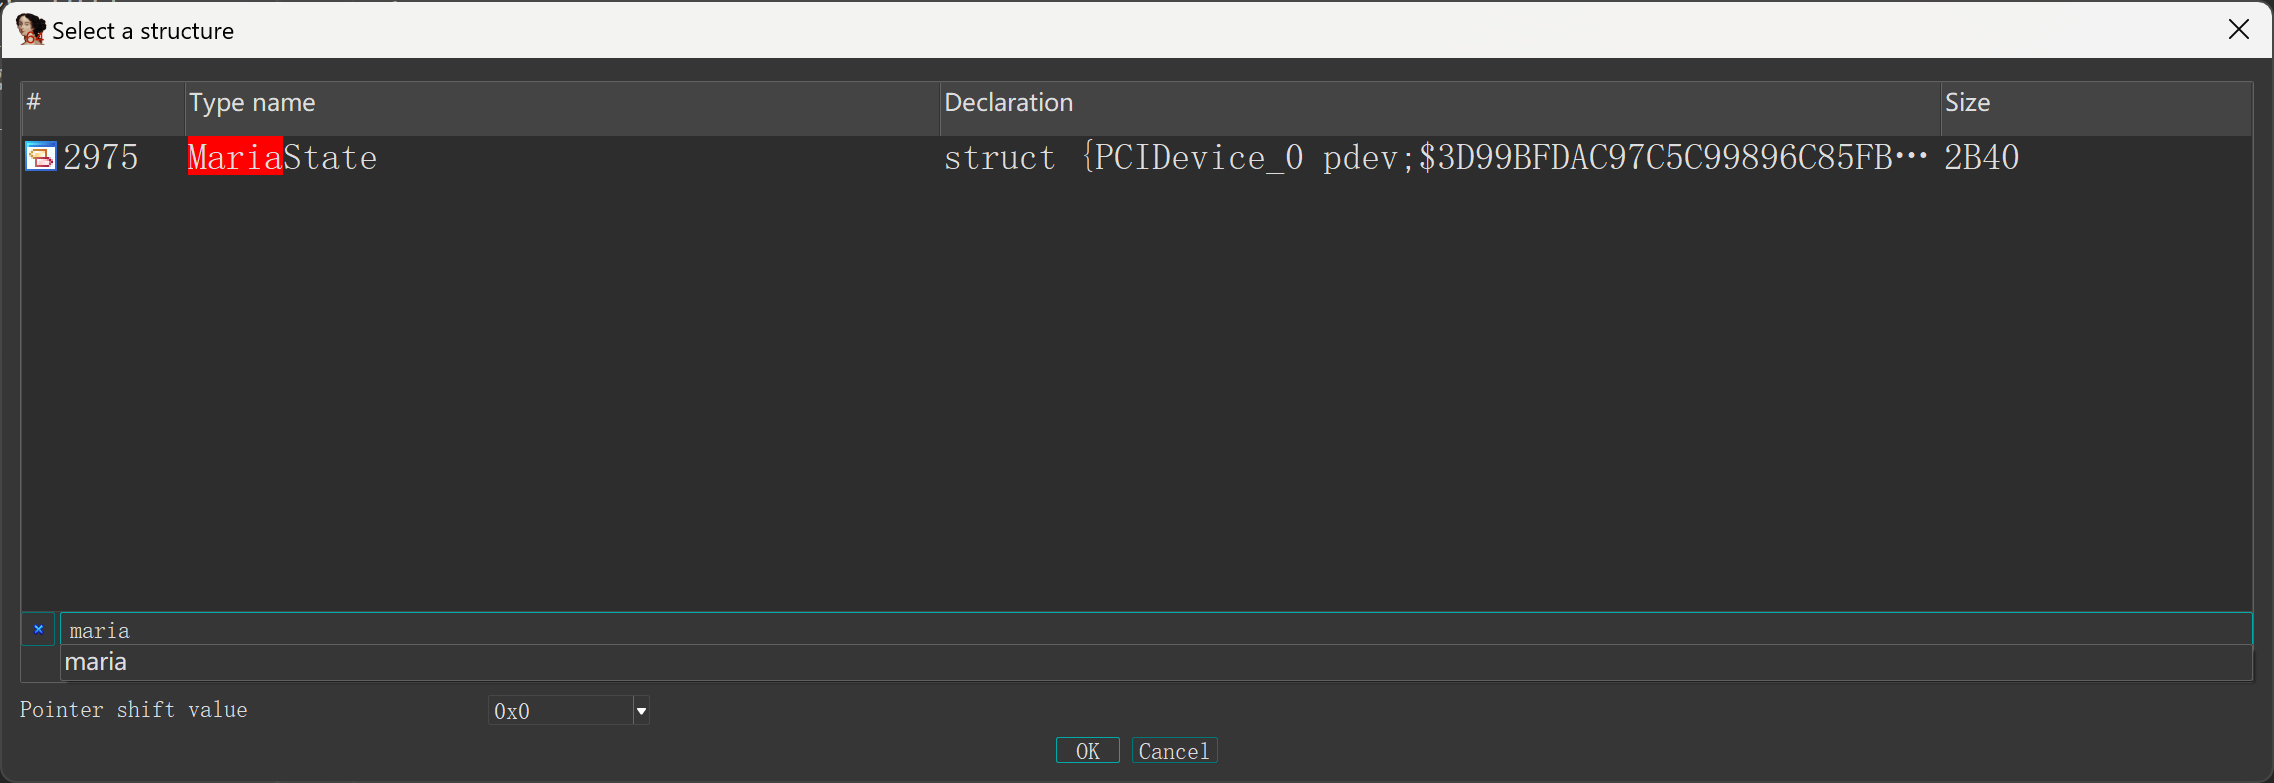 Select a structure
# Type name Declaration Size
2975 MariaState struct {PCIDevice_0 pdev;$3D99BFDAC97C5C99896C85FB··· 2B40
maria
maria
Pointer shift value 0x0
OK Cancel